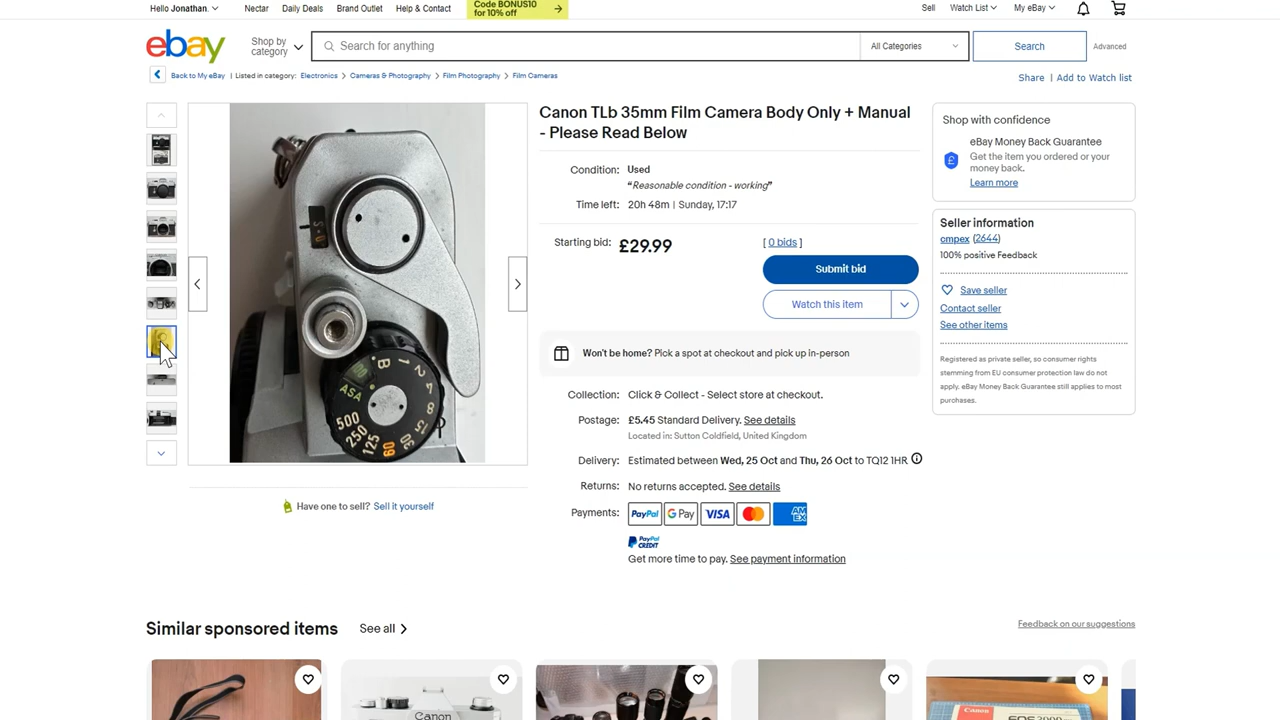 Hello Jonathan.
Nectar
Daily Deals
Brand Outlet
Help & Contact
Code BONUS10
for 10% off
Sell
Watch List
My eBay
ebay
Shop by
category
Search for anything
All Categories
Search
Advanced
Back to My eBay | Listed in category: Electronics > Cameras & Photography > Film Photography > Film Cameras
Share | Add to Watch list
Canon TLb 35mm Film Camera Body Only + Manual
- Please Read Below
Condition: Used
“Reasonable condition - working”
Time left: 20h 48m | Sunday, 17:17
Starting bid: £29.99
[ 0 bids ]
Submit bid
Watch this item
Won't be home? Pick a spot at checkout and pick up in-person
Collection: Click & Collect - Select store at checkout.
Postage: £5.45 Standard Delivery. See details
Located in: Sutton Coldfield, United Kingdom
Delivery: Estimated between Wed, 25 Oct and Thu, 26 Oct to TQ12 1HR
Returns: No returns accepted. See details
Payments: PayPal G Pay VISA mastercard AMEX
PayPal
CREDIT
Get more time to pay. See payment information
Shop with confidence
eBay Money Back Guarantee
Get the item you ordered or your
money back.
Learn more
Seller information
cmpex (2644)
100% positive Feedback
Save seller
Contact seller
See other items
Registered as private seller, so consumer rights
stemming from EU consumer protection law do not
apply. eBay Money Back Guarantee still applies to most
purchases.
S·O
ASA
B
1
2
4
8
15
30
60
125
250
500
Have one to sell? Sell it yourself
Similar sponsored items
See all
Feedback on our suggestions
Canon
Canon
EOS 3000